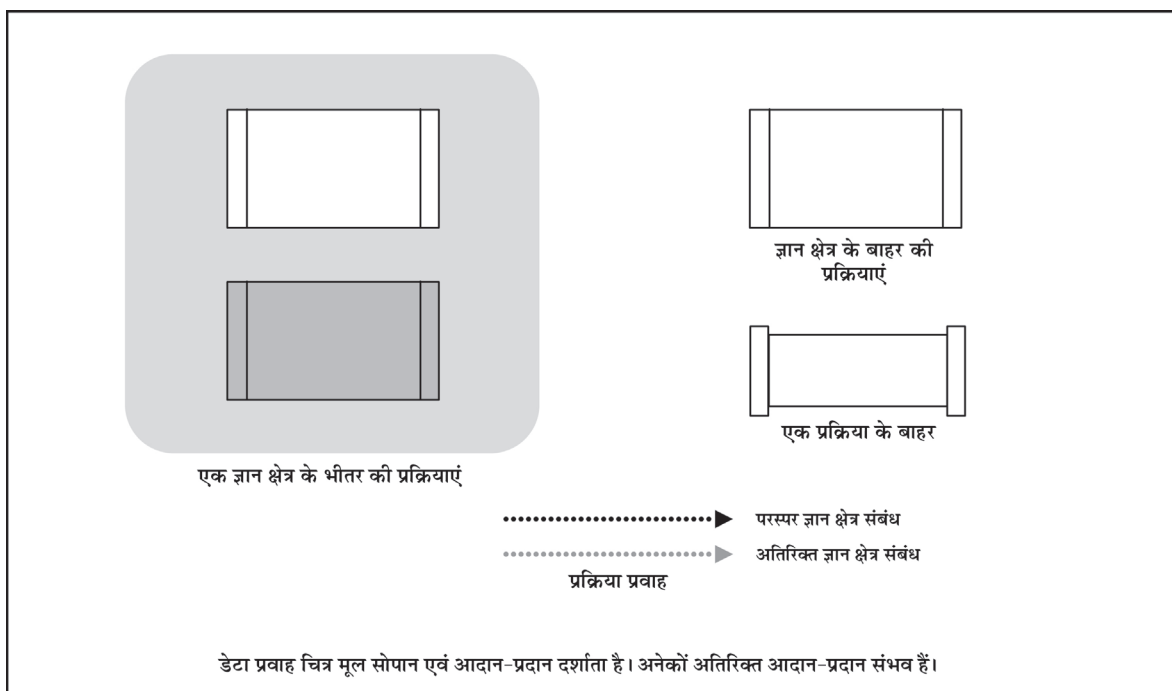 ज्ञान क्षेत्र के बाहर की
प्रक्रियाएं
एक प्रक्रिया के बाहर
एक ज्ञान क्षेत्र के भीतर की प्रक्रियाएं
परस्पर ज्ञान क्षेत्र संबंध
अतिरिक्त ज्ञान क्षेत्र संबंध
प्रक्रिया प्रवाह
डेटा प्रवाह चित्र मूल सोपान एवं आदान-प्रदान दर्शाता है। अनेकों अतिरिक्त आदान-प्रदान संभव हैं।